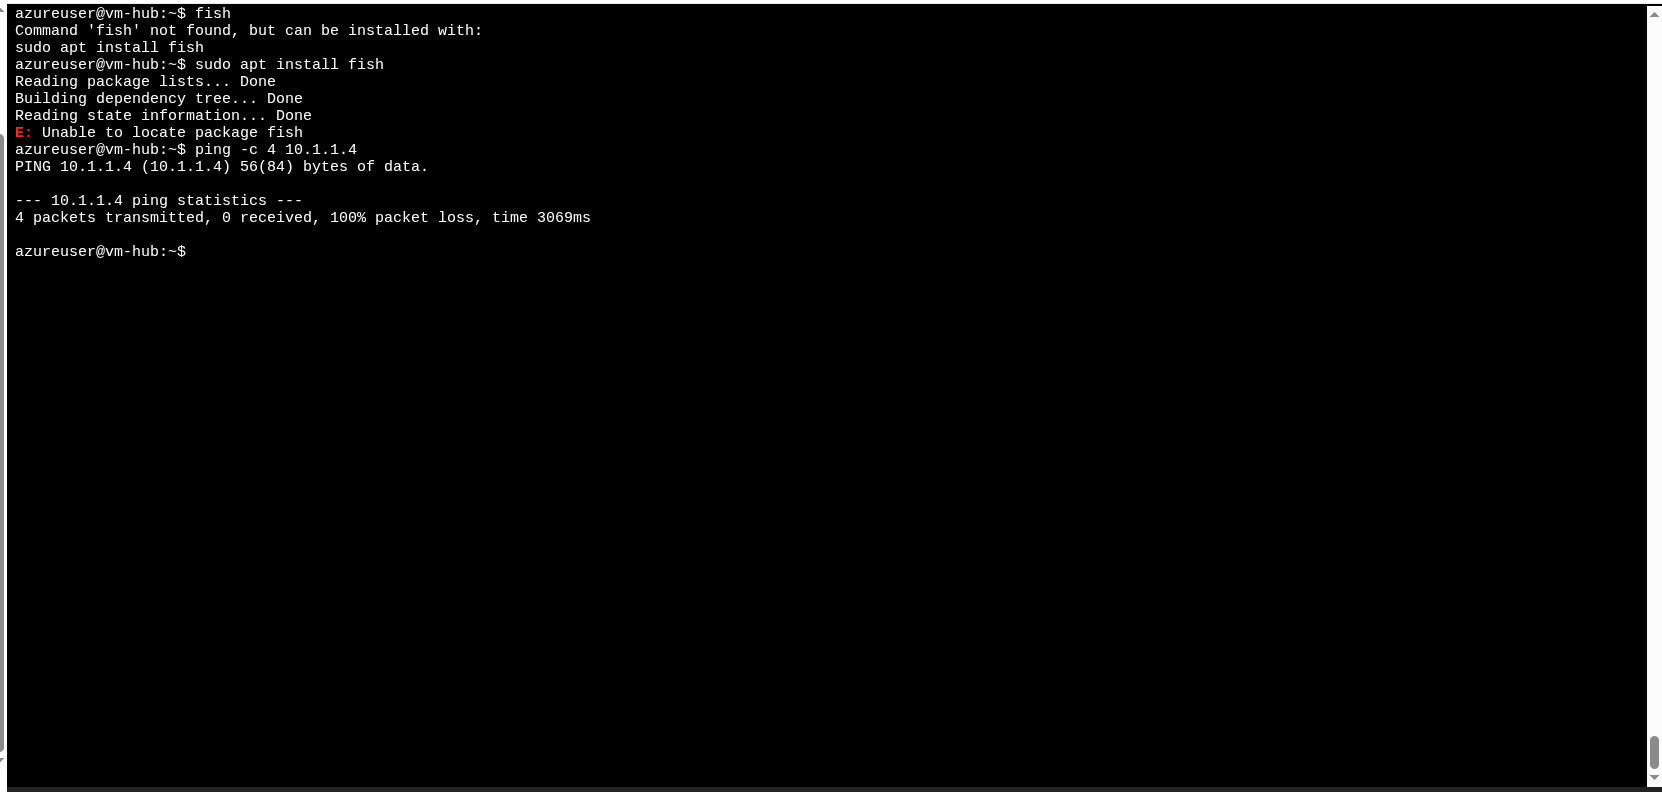 azureuser@vm-hub:~$ fish
Command 'fish' not found, but can be installed with:
sudo apt install fish
azureuser@vm-hub:~$ sudo apt install fish
Reading package lists... Done
Building dependency tree... Done
Reading state information... Done
E: Unable to locate package fish
azureuser@vm-hub:~$ ping -c 4 10.1.1.4
PING 10.1.1.4 (10.1.1.4) 56(84) bytes of data.

--- 10.1.1.4 ping statistics ---
4 packets transmitted, 0 received, 100% packet loss, time 3069ms

azureuser@vm-hub:~$